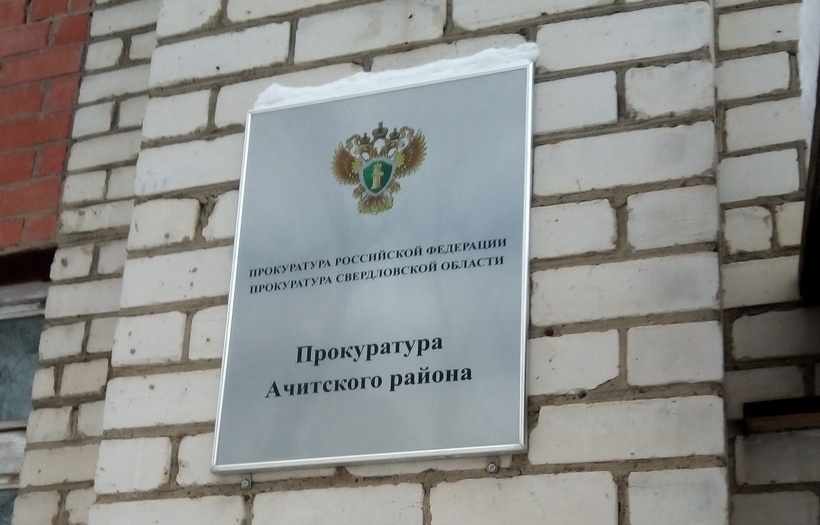 ПРОКУРАТУРА РОССИЙСКОЙ ФЕДЕРАЦИИ
ПРОКУРАТУРА СВЕРДЛОВСКОЙ ОБЛАСТИ
Прокуратура
Ачитского района